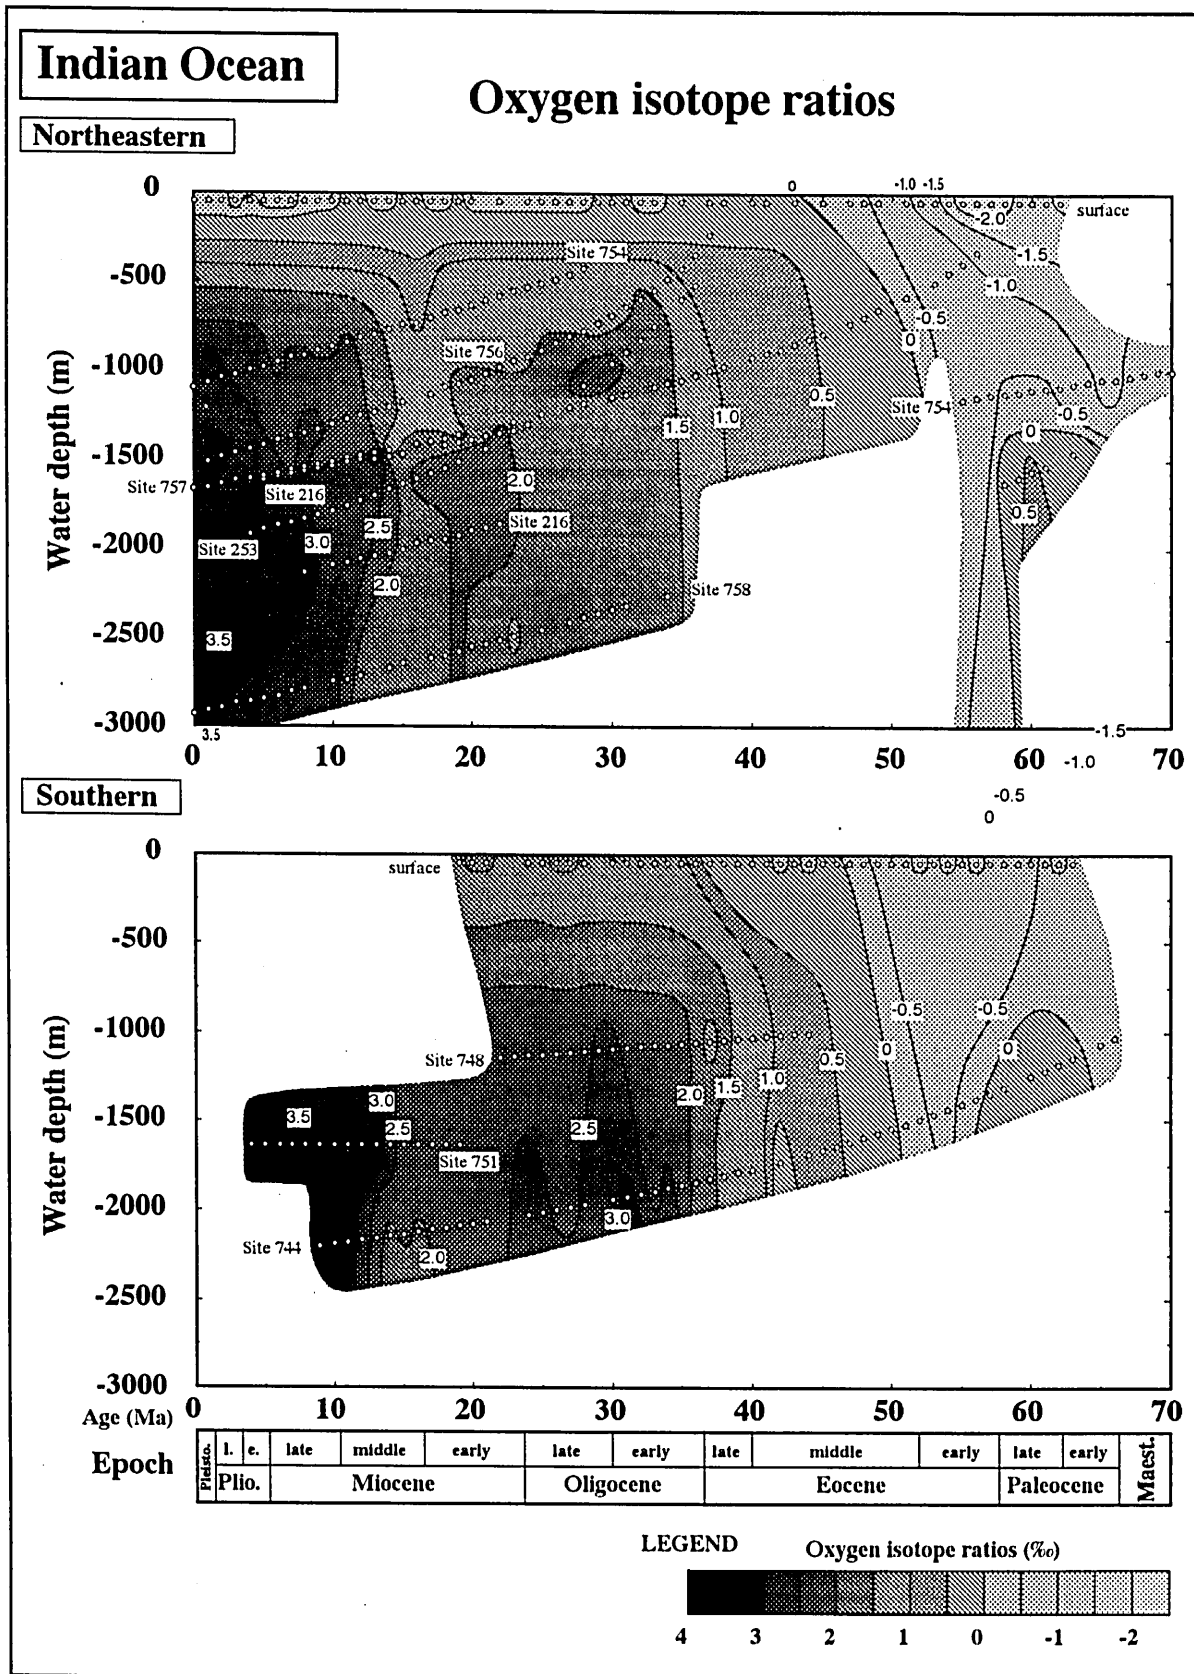 Indian Ocean
Oxygen isotope ratios
Northeastern
0 -1.0 -1.5
0
surface
-2.0
-1.5
Site 754
-500
-1.0
-0.5
0
Water depth (m)
Site 756
-1000
0.5
1.0
1.5
Site 754
-0.5
0
-1500
Site 757
Site 216
2.0
0.5
2.5
Site 216
3.0
Site 253
-2000
2.0
Site 758
3.5
-2500
-3000
3.5
-1.5
0 10 20 30 40 50 60 70
-1.0
-0.5
0
Southern
0
surface
-500
Water depth (m)
-1000
-0.5
-0.5
0
0
0.5
Site 748
1.0
1.5
2.0
3.0
3.5
2.5
2.5
-1500
Site 751
-2000
3.0
Site 744
2.0
-2500
-3000
Age (Ma) 0 10 20 30 40 50 60 70
Epoch
Pleisto.
l. e. late middle early late early late middle early late early
Plio. Miocene Oligocene Eocene Paleocene
Maest.
LEGEND Oxygen isotope ratios (‰)
4 3 2 1 0 -1 -2